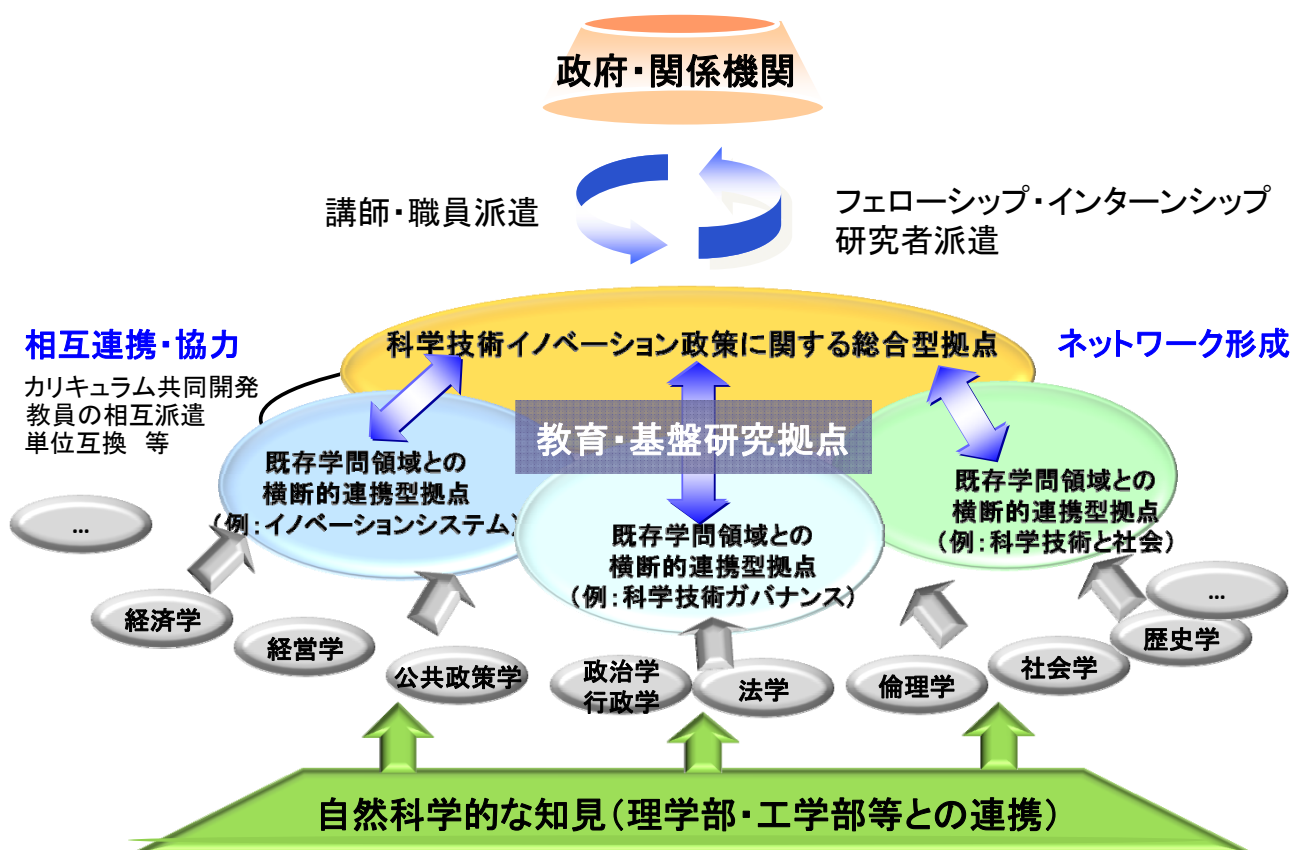 政府・関係機関
講師・職員派遣
フェローシップ・インターンシップ
研究者派遣
相互連携・協力
カリキュラム共同開発
教員の相互派遣
単位互換 等
科学技術イノベーション政策に関する総合型拠点
ネットワーク形成
教育・基盤研究拠点
既存学問領域との
横断的連携型拠点
（例：イノベーションシステム）
既存学問領域との
横断的連携型拠点
（例：科学技術ガバナンス）
既存学問領域との
横断的連携型拠点
（例：科学技術と社会）
…
経済学
経営学
公共政策学
政治学
行政学
法学
倫理学
社会学
歴史学
…
自然科学的な知見（理学部・工学部等との連携）